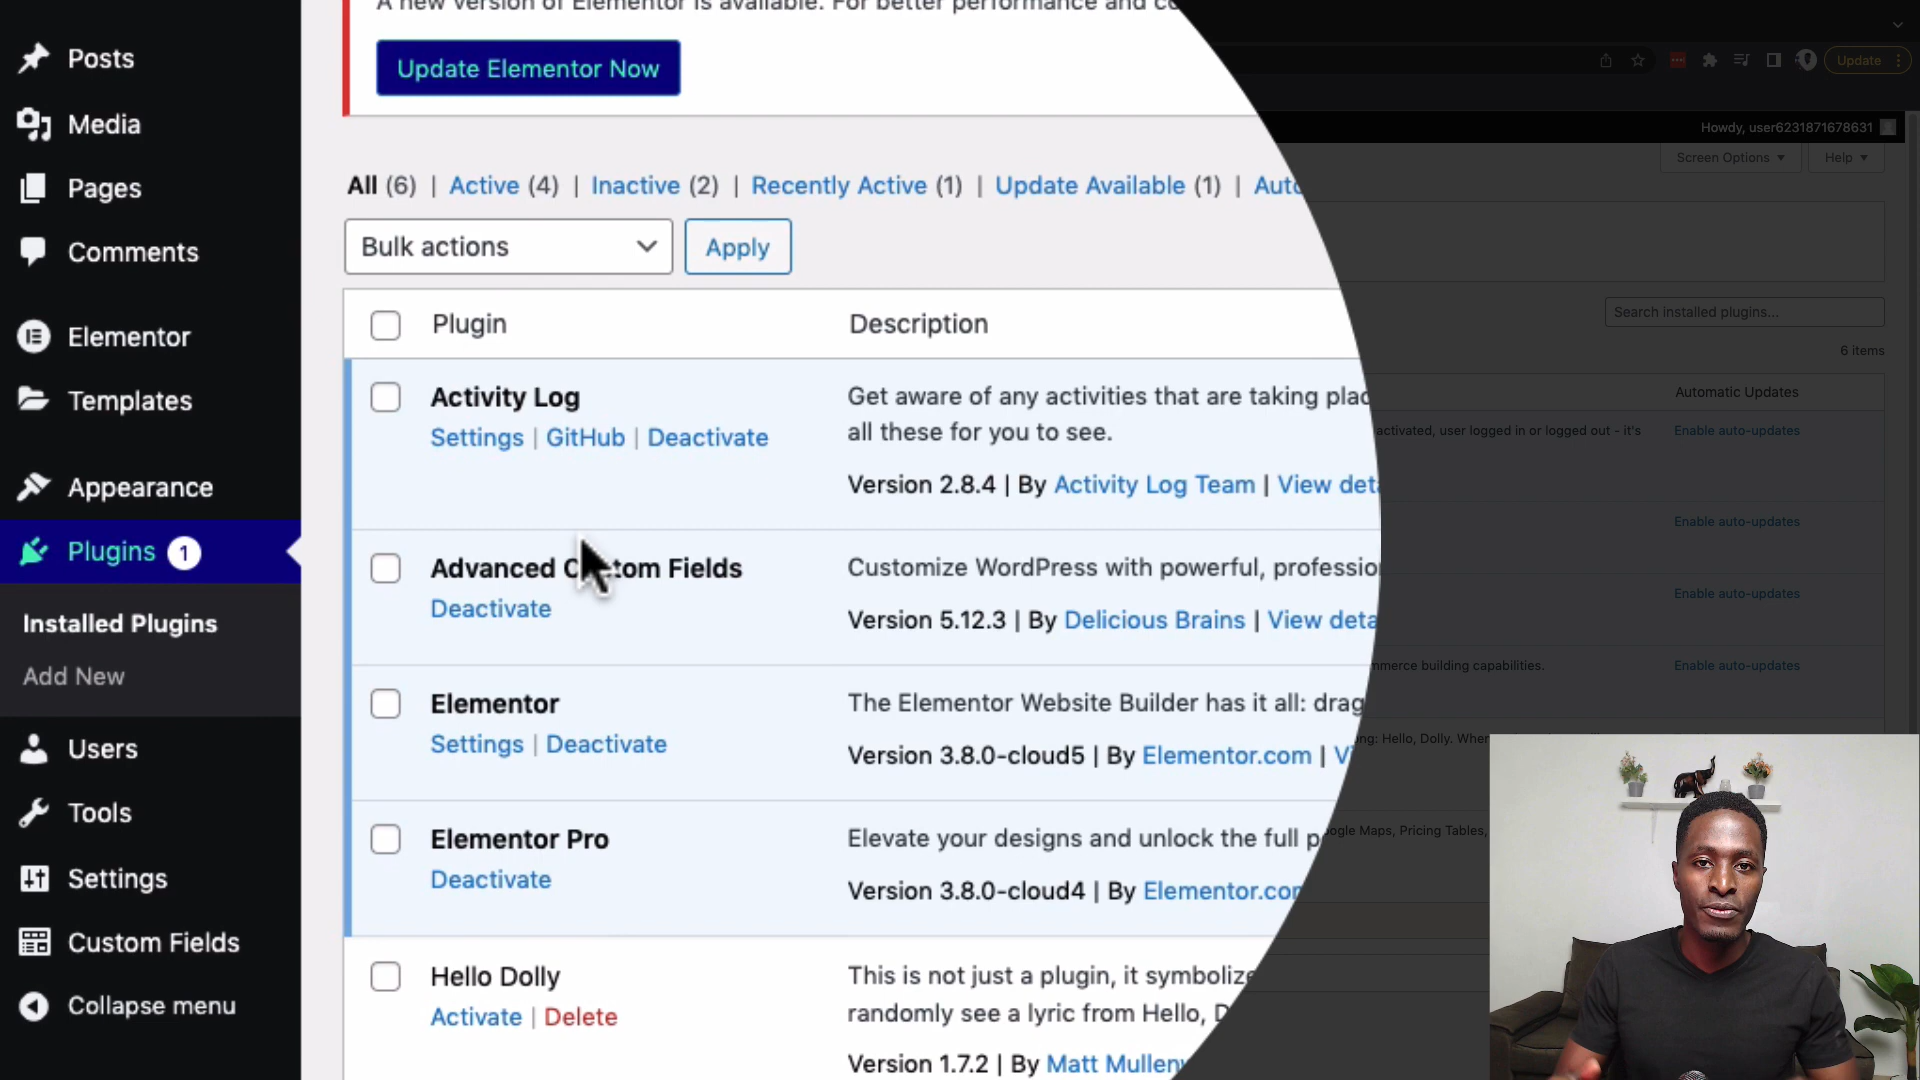 A new version of Elementor is available. For better performance and co
Update Elementor Now
Update
Howdy, user6231871678631
Screen Options
Help
Posts
Media
Pages
Comments
Elementor
Templates
Appearance
Plugins 1
Installed Plugins
Add New
Users
Tools
Settings
Custom Fields
Collapse menu
All (6) | Active (4) | Inactive (2) | Recently Active (1) | Update Available (1) | Auto
Bulk actions
Apply
Search installed plugins...
6 items
Plugin
Description
Automatic Updates
Activity Log
Settings | GitHub | Deactivate
Get aware of any activities that are taking plac
activated, user logged in or logged out - it's
all these for you to see.
Version 2.8.4 | By Activity Log Team | View deta
Enable auto-updates
Advanced Custom Fields
Deactivate
Customize WordPress with powerful, professio
Version 5.12.3 | By Delicious Brains | View deta
Enable auto-updates
Elementor
Settings | Deactivate
The Elementor Website Builder has it all: drag
Version 3.8.0-cloud5 | By Elementor.com | Vi
Enable auto-updates
Elementor Pro
Deactivate
Elevate your designs and unlock the full p
mmerce building capabilities.
Version 3.8.0-cloud4 | By Elementor.com
Enable auto-updates
Hello Dolly
Activate | Delete
This is not just a plugin, it symbolize
ng: Hello, Dolly. When
randomly see a lyric from Hello, D
Version 1.7.2 | By Matt Mullenw
ogle Maps, Pricing Tables,